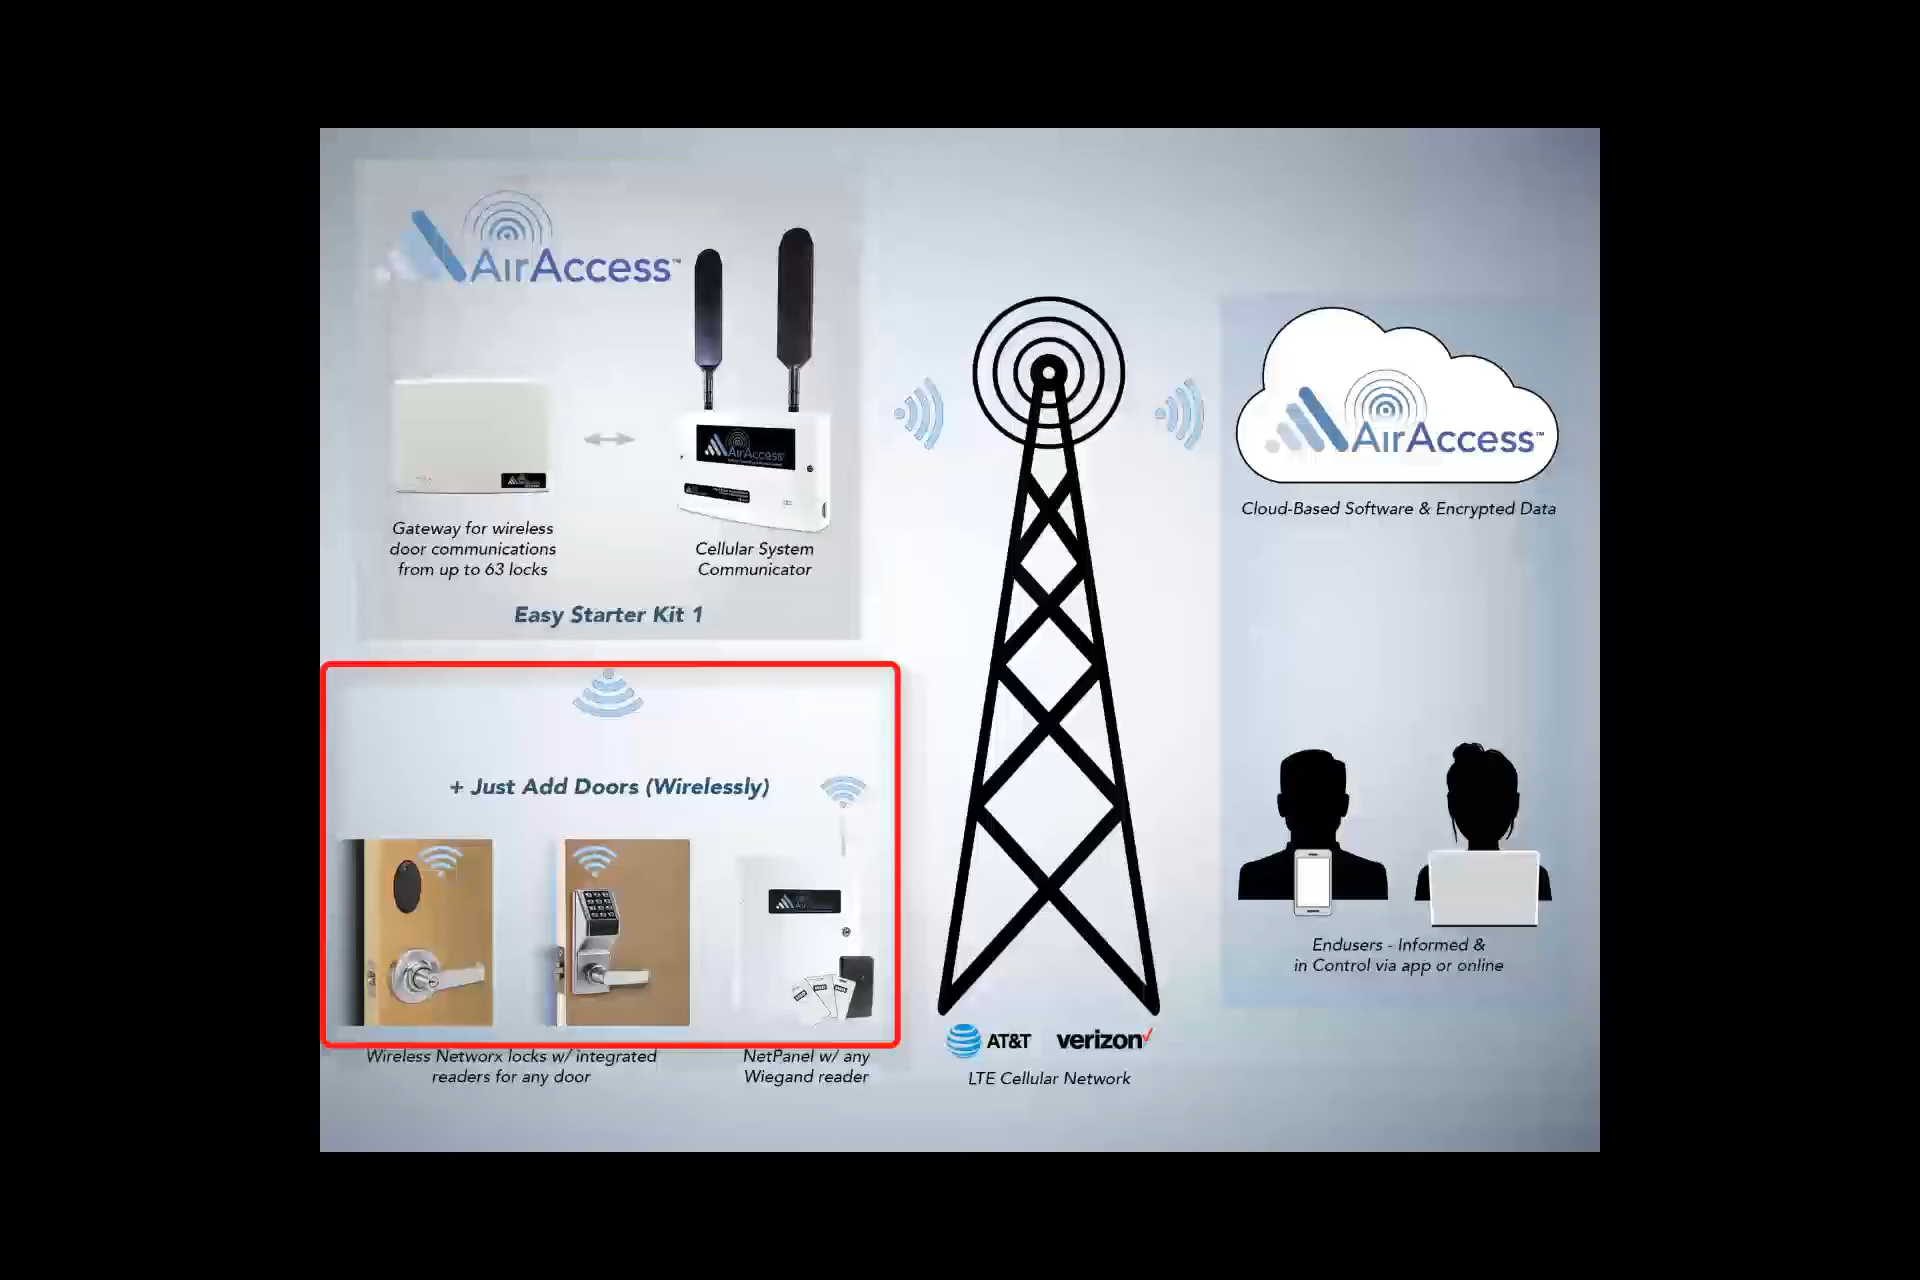 AirAccess™
AirAccess
Gateway for wireless
door communications
from up to 63 locks
Cellular System
Communicator
Easy Starter Kit 1
+ Just Add Doors (Wirelessly)
Wireless Networx locks w/ integrated
readers for any door
NetPanel w/ any
Wiegand reader
AT&T
verizon✓
LTE Cellular Network
AirAccess™
Cloud-Based Software & Encrypted Data
Endusers - Informed &
in Control via app or online